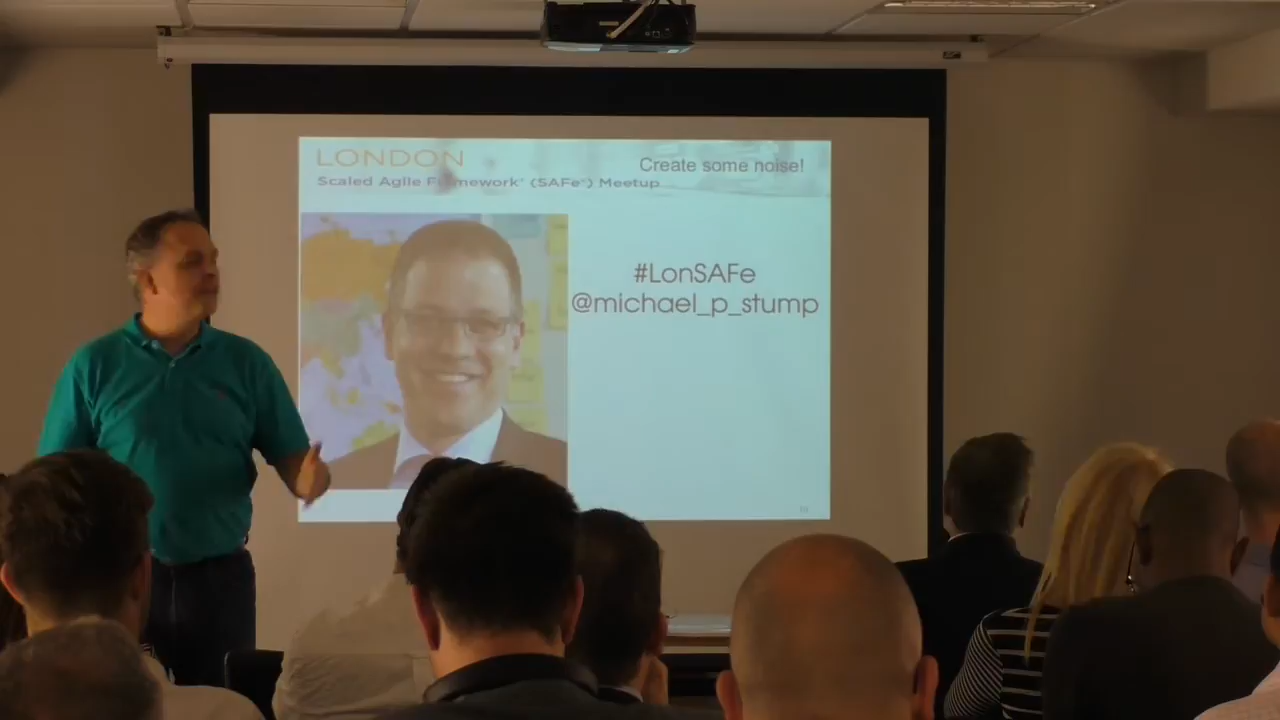 LONDON
Create some noise!
Scaled Agile Framework® (SAFe®) Meetup
#LonSAFe
@michael_p_stump